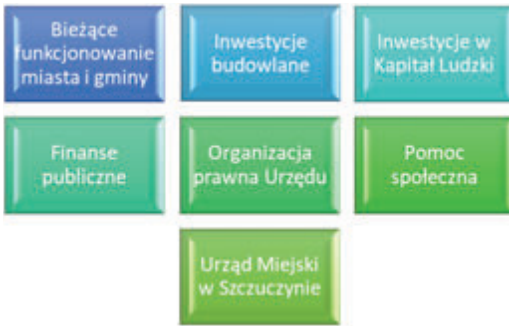 Bieżące
funkcjonowanie
miasta i gminy
Inwestycje
budowlane
Inwestycje w
Kapitał Ludzki
Finanse
publiczne
Organizacja
prawna Urzędu
Pomoc
społeczna
Urząd Miejski
w Szczuczynie